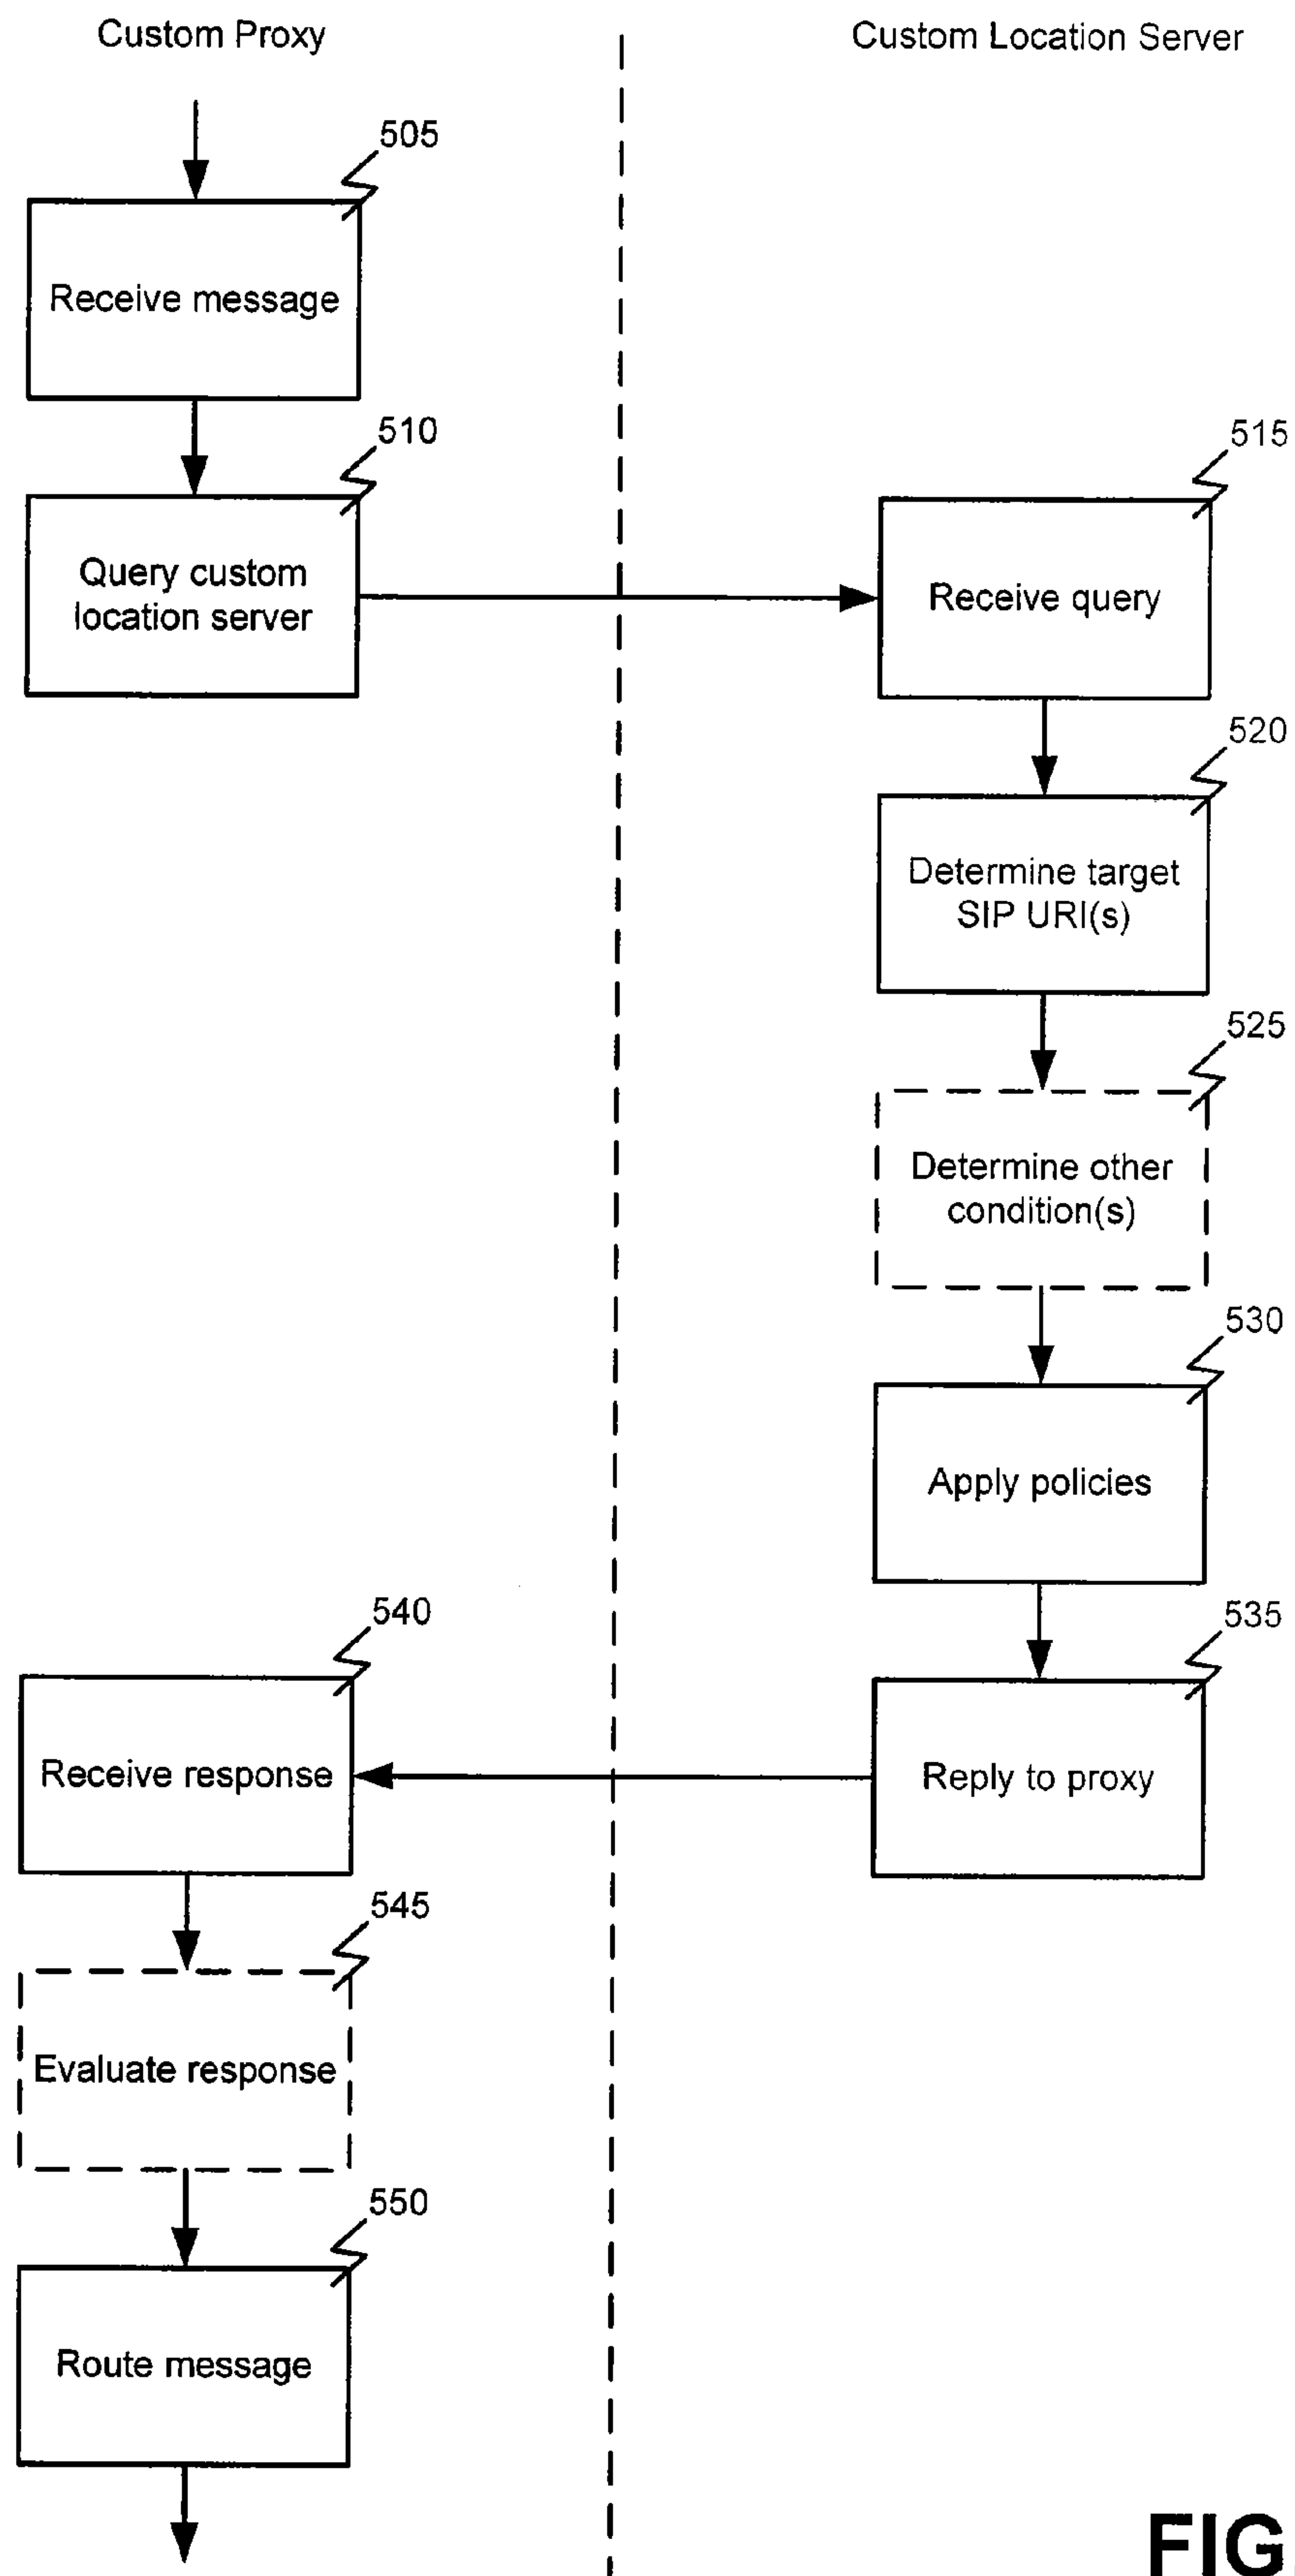 Custom Proxy
Custom Location Server
505
Receive message
510
Query custom
location server
515
Receive query
520
Determine target
SIP URI(s)
525
Determine other
condition(s)
530
Apply policies
535
Reply to proxy
540
Receive response
545
Evaluate response
550
Route message
FIG.